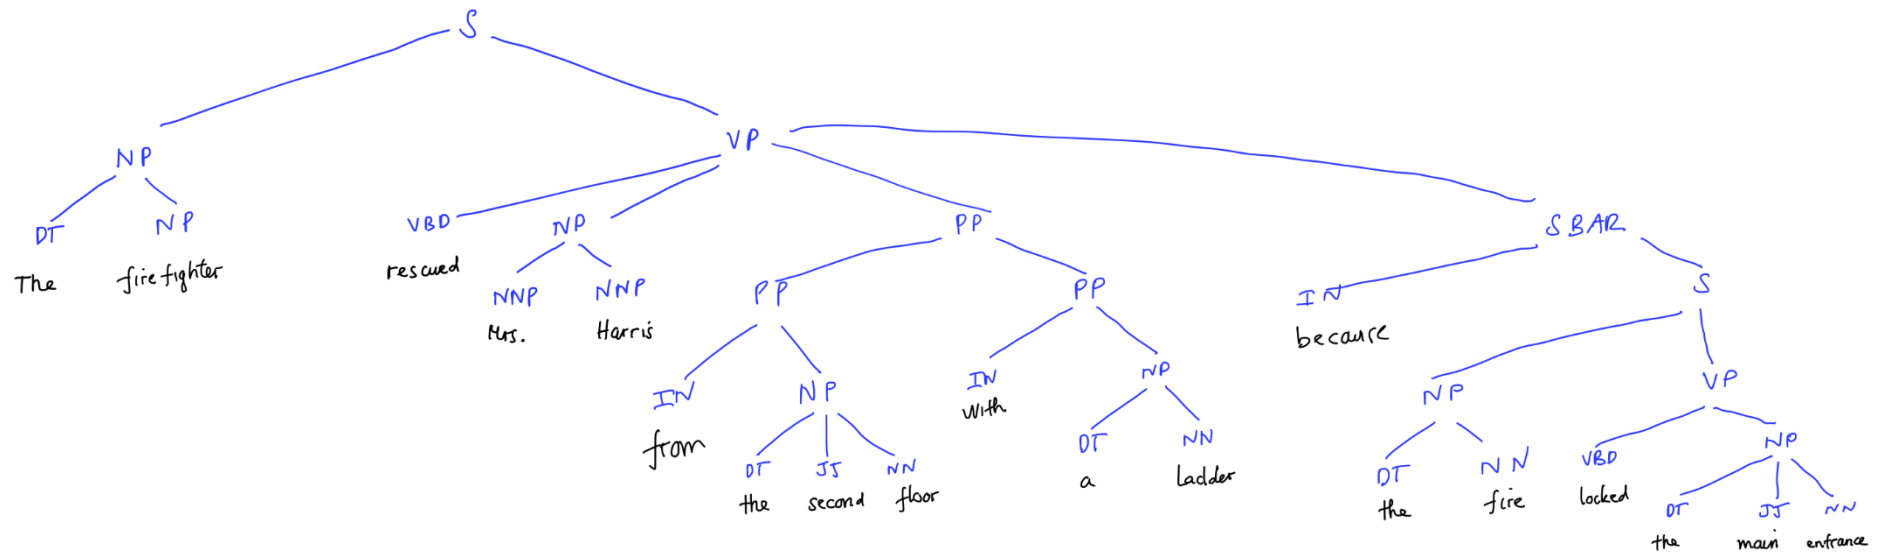 S
NP VP
DT NP VBD NP PP SBAR
The firefighter rescued NNP NNP PP PP IN S
Mrs. Harris because
IN NP IN NP NP VP
from with
DT JJ NN DT NN DT NN VBD NP
the second floor a ladder the fire locked DT JJ NN
the main entrance